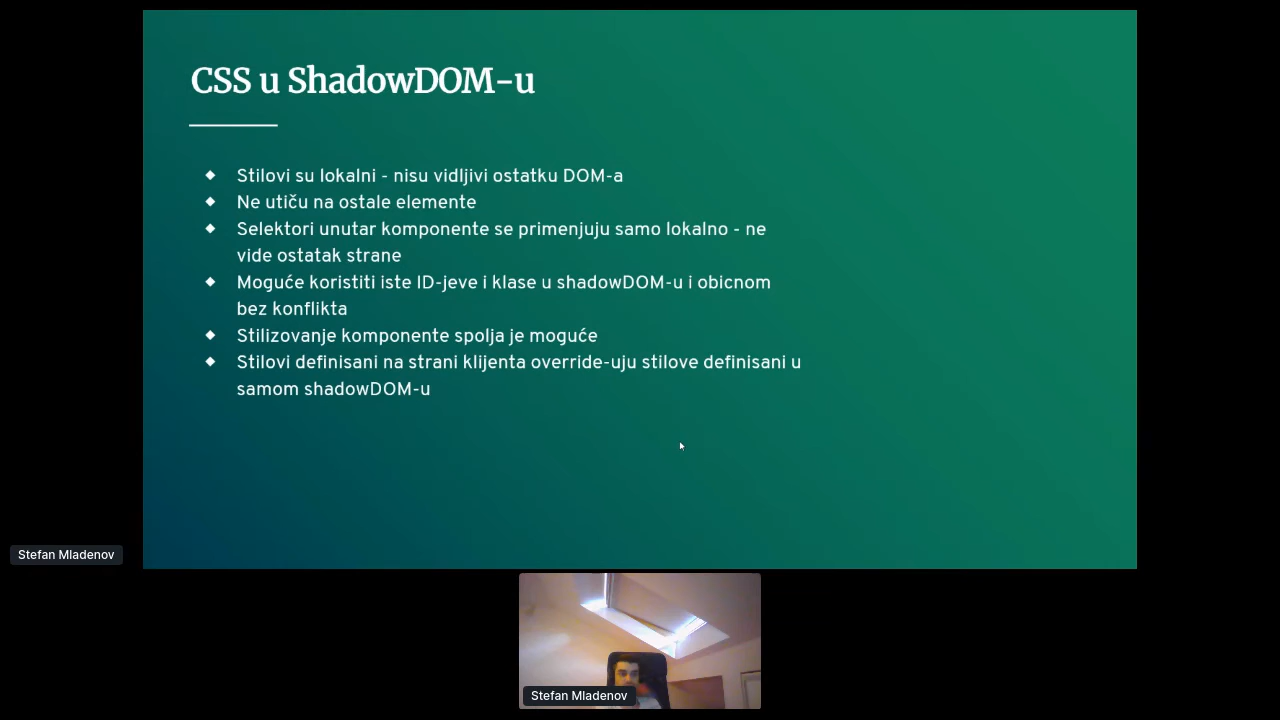 CSS u ShadowDOM-u
Stilovi su lokalni - nisu vidljivi ostatku DOM-a
Ne utiču na ostale elemente
Selektori unutar komponente se primenjuju samo lokalno - ne
vide ostatak strane
Moguće koristiti iste ID-jeve i klase u shadowDOM-u i obicnom
bez konflikta
Stilizovanje komponente spolja je moguće
Stilovi definisani na strani klijenta override-uju stilove definisani u
samom shadowDOM-u
Stefan Mladenov
Stefan Mladenov